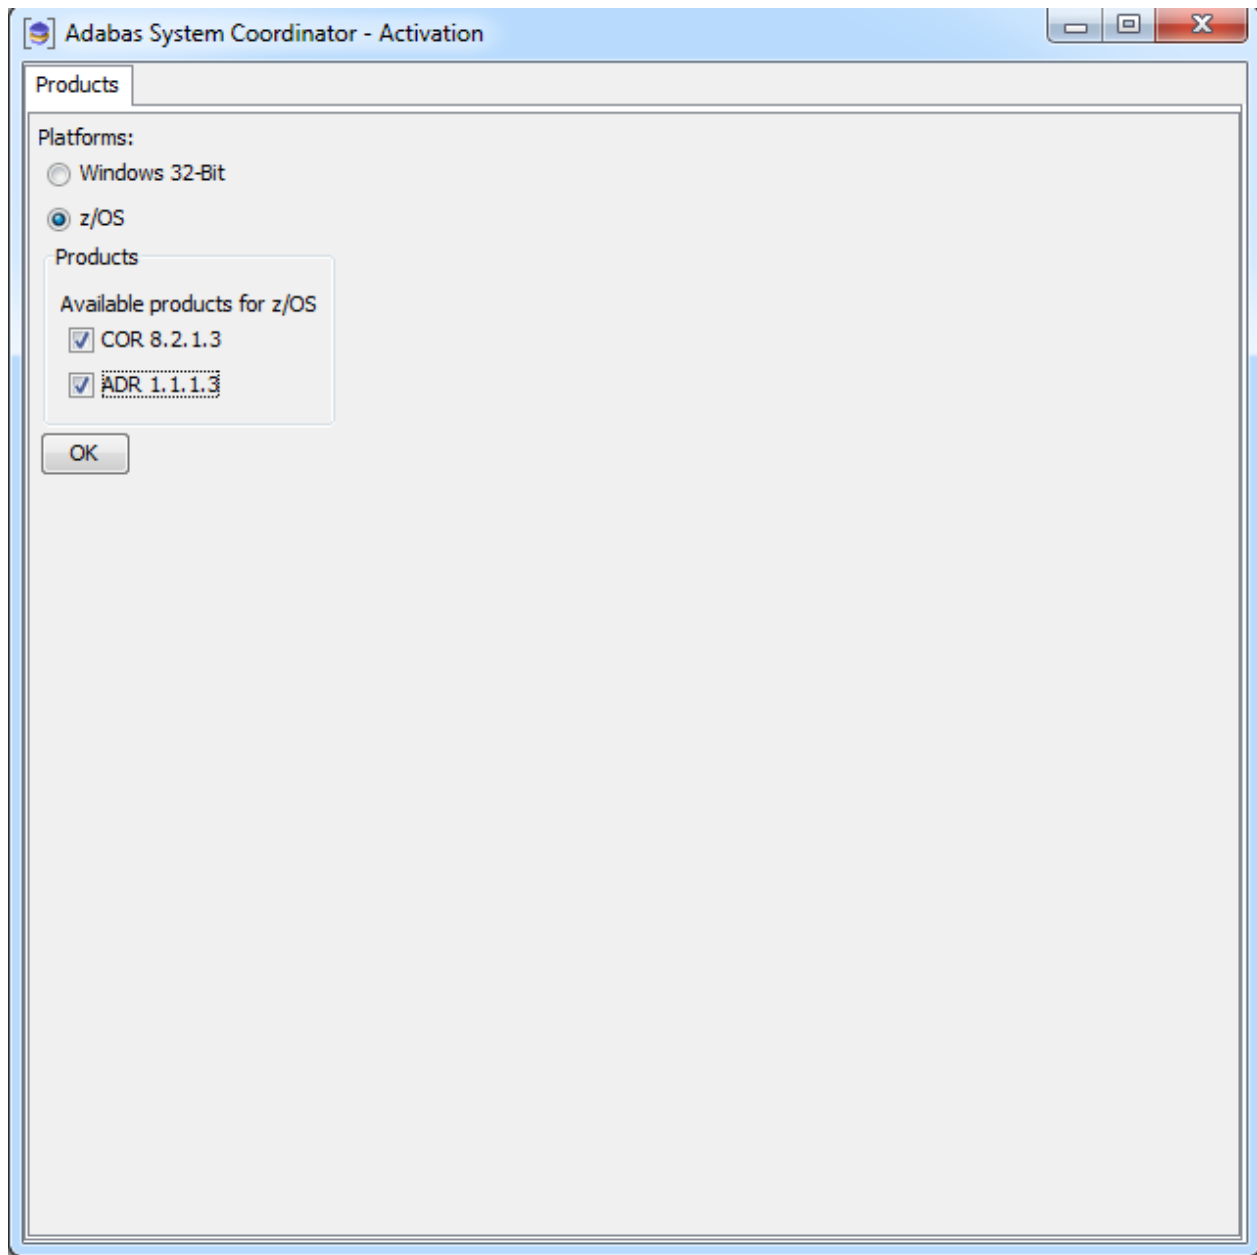 Adabas System Coordinator - Activation
Products
Platforms:
Windows 32-Bit
z/OS
Products
Available products for z/OS
COR 8.2.1.3
ADR 1.1.1.3
OK